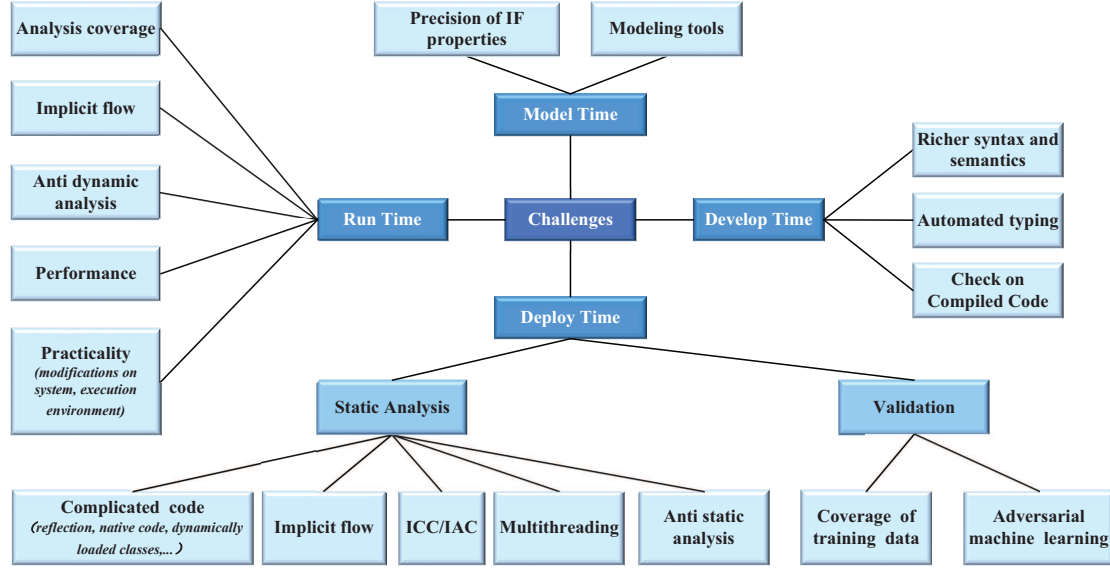 Analysis coverage
Implicit flow
Anti dynamic
analysis
Performance
Practicality
(modifications on
system, execution
environment)
Run Time
Precision of IF
properties
Modeling tools
Model Time
Challenges
Develop Time
Richer syntax and
semantics
Automated typing
Check on
Compiled Code
Deploy Time
Static Analysis
Validation
Complicated code
（reflection, native code, dynamically
loaded classes,...）
Implicit flow
ICC/IAC
Multithreading
Anti static
analysis
Coverage of
training data
Adversarial
machine learning